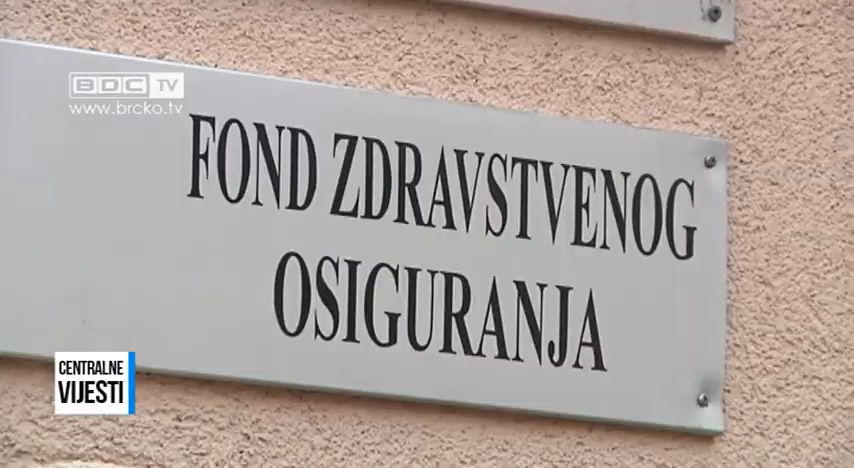 BDC TV
www.brcko.tv
FOND ZDRAVSTVENOG
OSIGURANJA
CENTRALNE
VIJESTI